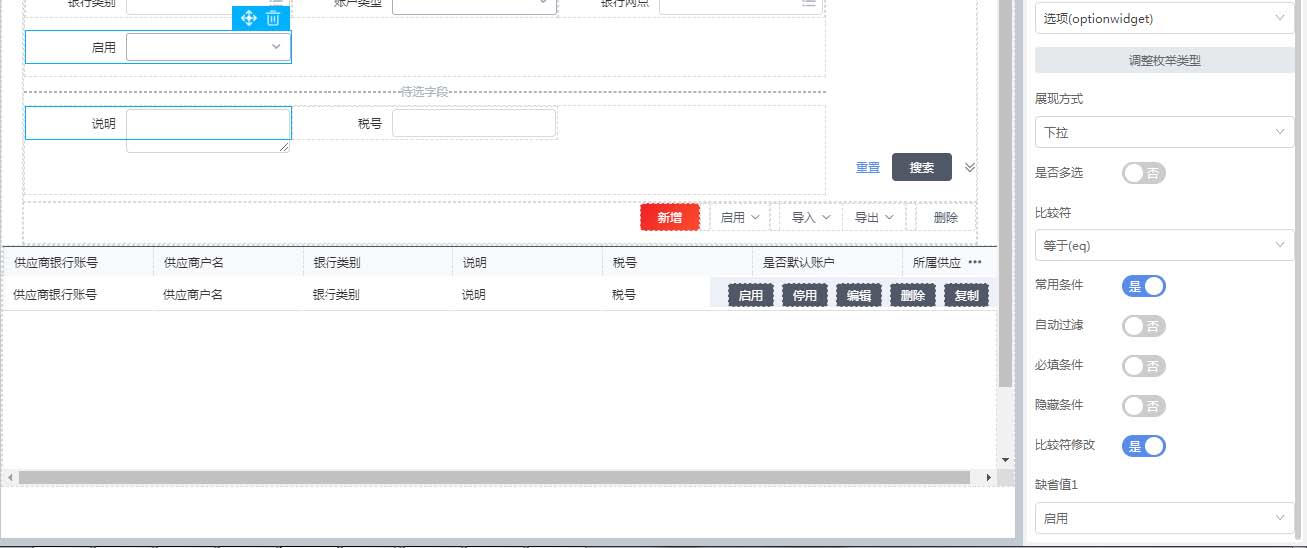 银行类别 账户类型 银行网点
启用
待选字段
说明 税号
重置 搜索
新增 启用 导入 导出 删除
供应商银行账号 供应商户名 银行类别 说明 税号 是否默认账户 所属供应 •••
供应商银行账号 供应商户名 银行类别 说明 税号 启用 停用 编辑 删除 复制
选项(optionwidget)
调整枚举类型
展现方式
下拉
是否多选 否
比较符
等于(eq)
常用条件 是
自动过滤 否
必填条件 否
隐藏条件 否
比较符修改 是
缺省值1
启用